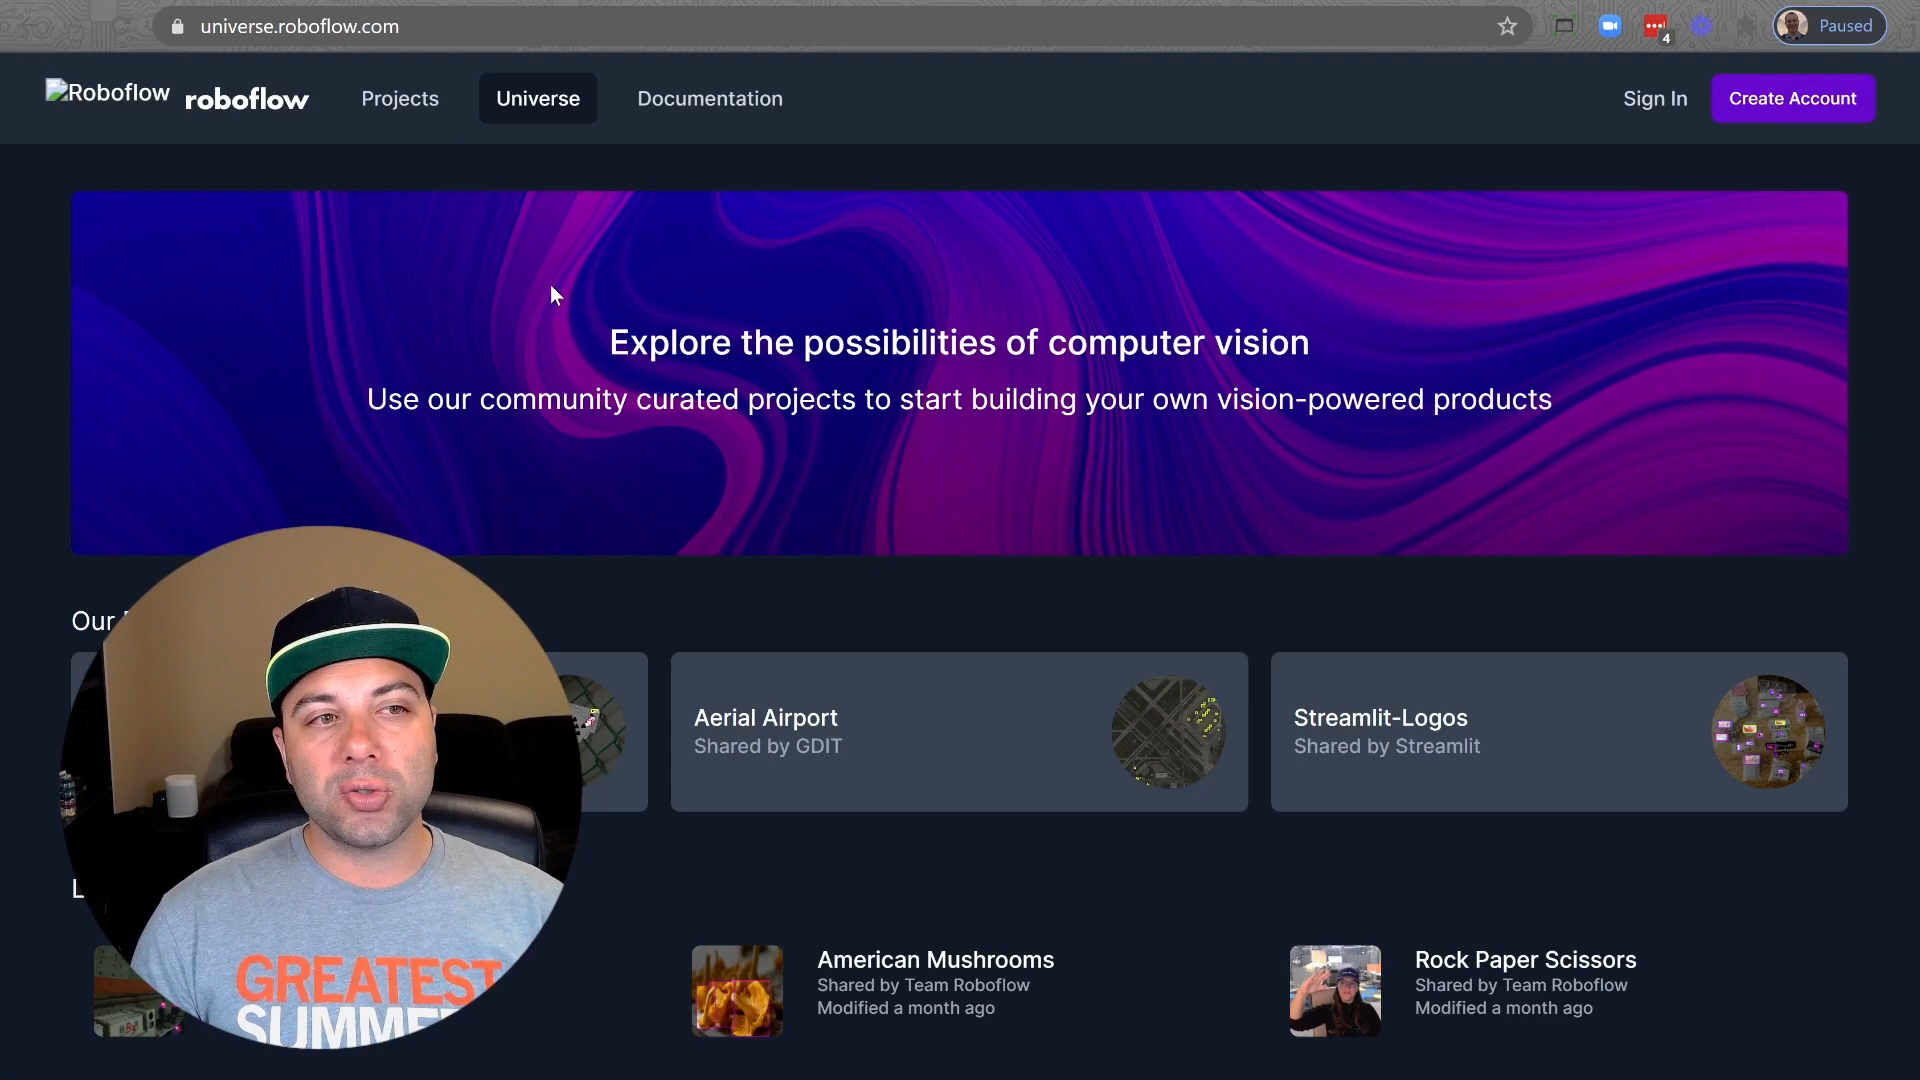 universe.roboflow.com
4
Paused
Roboflow
roboflow
Projects
Universe
Documentation
Sign In
Create Account
Explore the possibilities of computer vision
Use our community curated projects to start building your own vision-powered products
Our
Aerial Airport
Shared by GDIT
Streamlit-Logos
Shared by Streamlit
American Mushrooms
Shared by Team Roboflow
Modified a month ago
Rock Paper Scissors
Shared by Team Roboflow
Modified a month ago
GREATEST